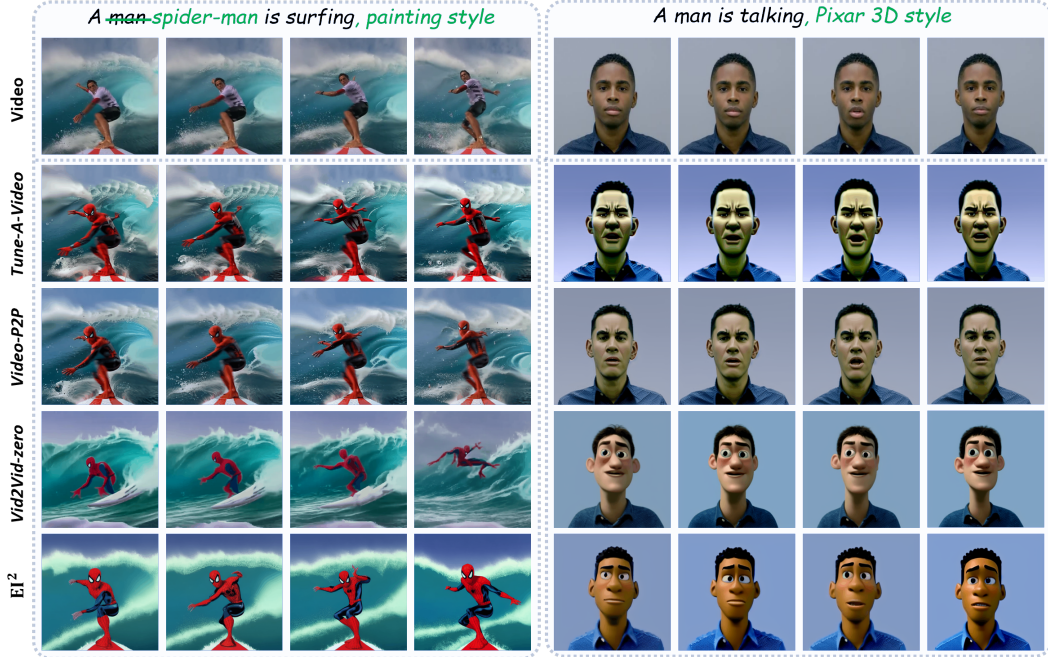 A man spider-man is surfing, painting style
A man is talking, Pixar 3D style
Video
Tune-A-Video
Video-P2P
Vid2Vid-zero
EI²